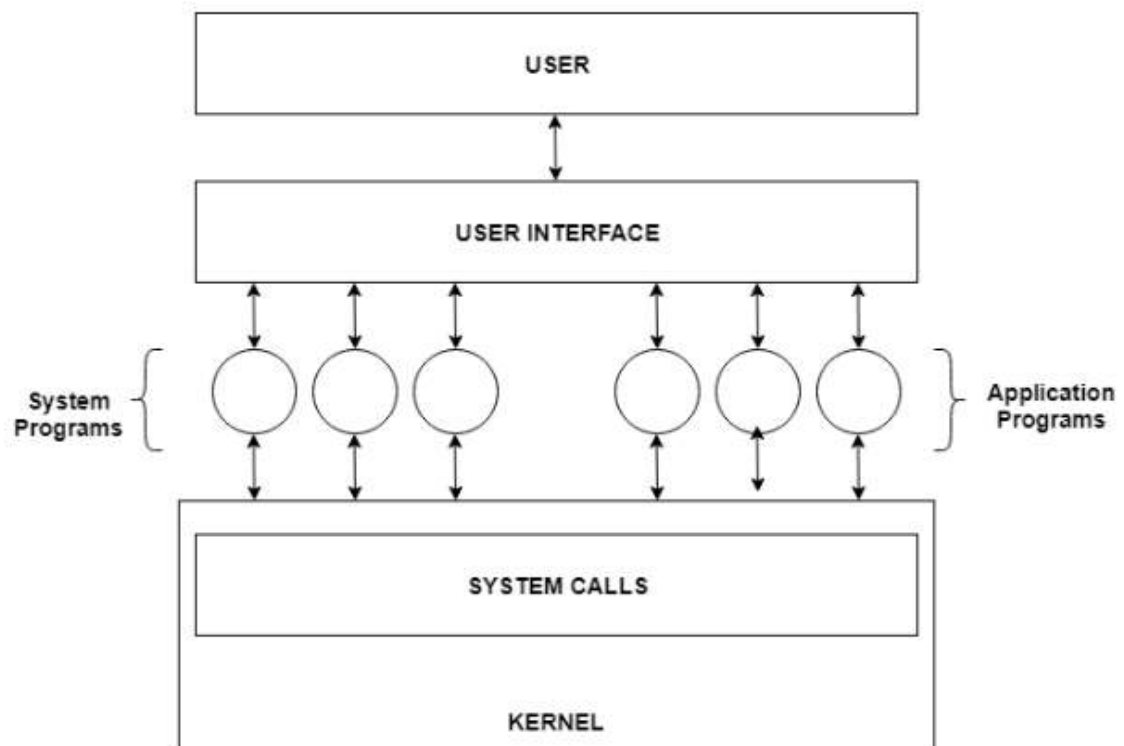 USER
USER INTERFACE
System
Programs
Application
Programs
SYSTEM CALLS
KERNEL